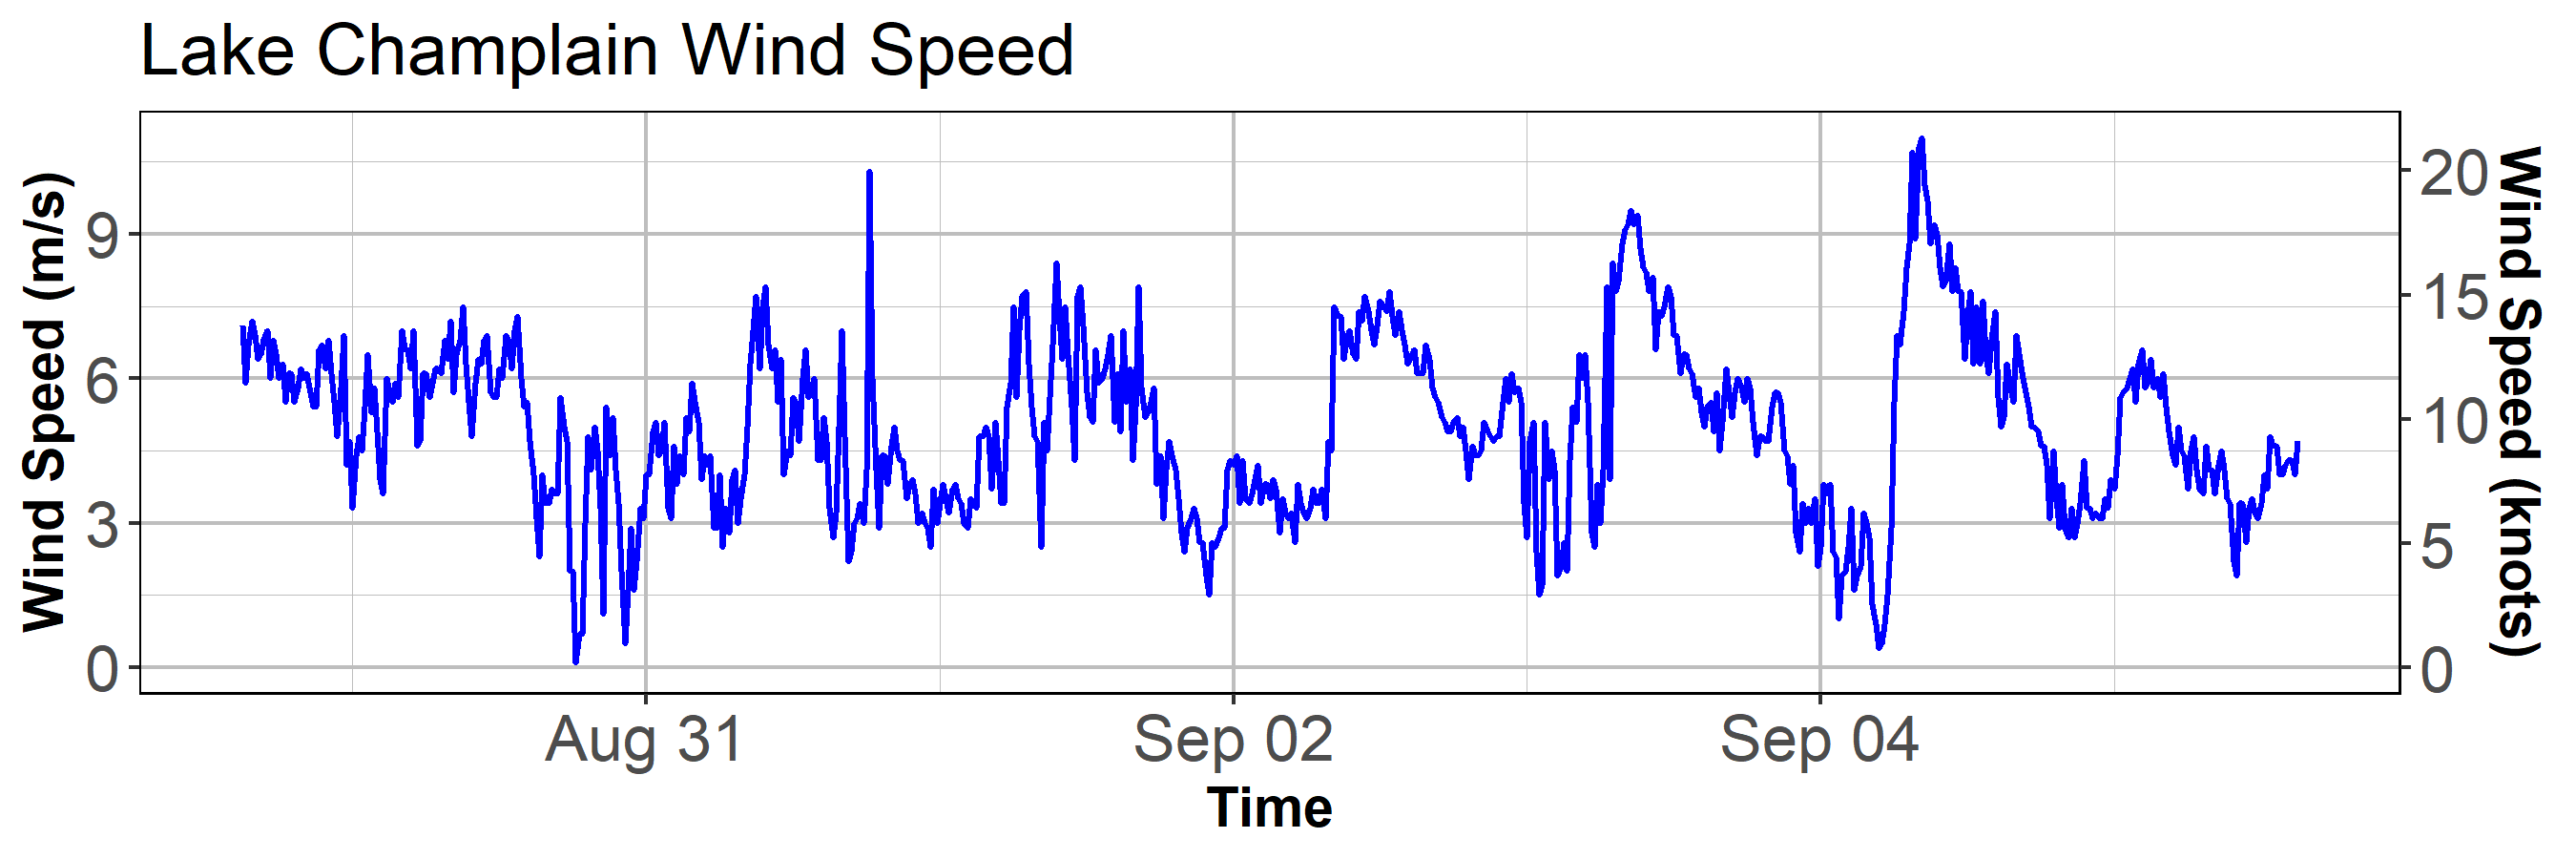 Lake Champlain Wind Speed
Wind Speed (m/s)
9
6
3
0
20
15
10
5
0
Wind Speed (knots)
Aug 31
Sep 02
Sep 04
Time